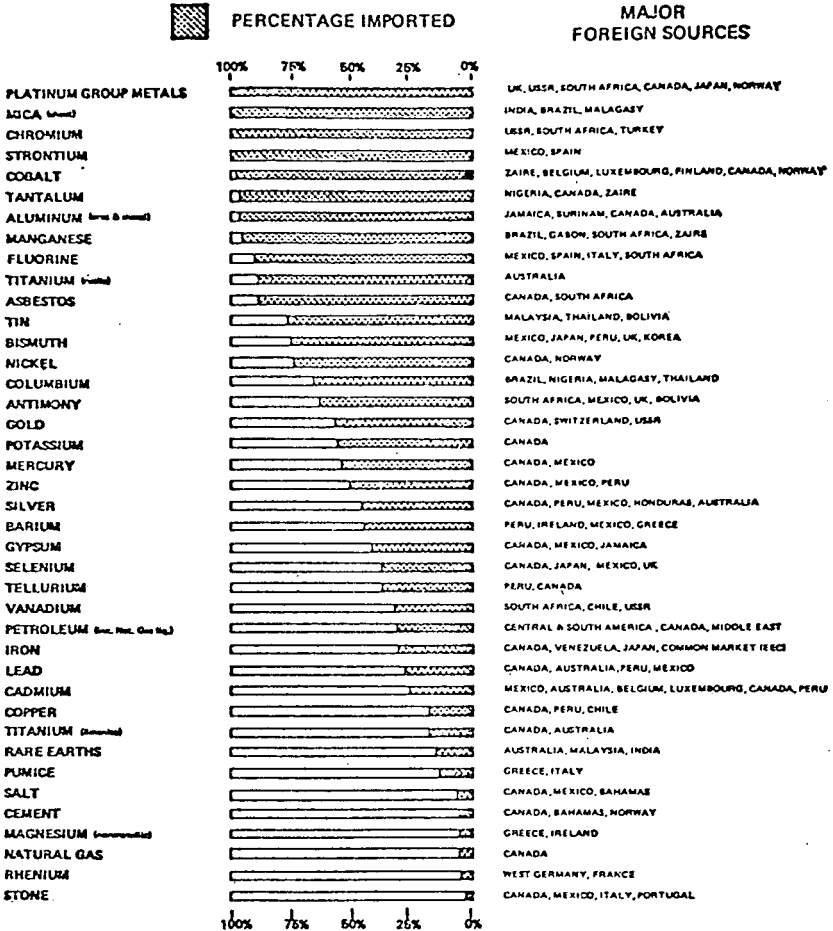 PERCENTAGE IMPORTED
MAJOR
FOREIGN SOURCES
100% 75% 50% 25% 0%
PLATINUM GROUP METALS UK, USSR, SOUTH AFRICA, CANADA, JAPAN, NORWAY
MICA (sheet) INDIA, BRAZIL, MALAGASY
CHROMIUM USSR, SOUTH AFRICA, TURKEY
STRONTIUM MEXICO, SPAIN
COBALT ZAIRE, BELGIUM, LUXEMBOURG, FINLAND, CANADA, NORWAY
TANTALUM NIGERIA, CANADA, ZAIRE
ALUMINUM (ores & metal) JAMAICA, SURINAM, CANADA, AUSTRALIA
MANGANESE BRAZIL, GABON, SOUTH AFRICA, ZAIRE
FLUORINE MEXICO, SPAIN, ITALY, SOUTH AFRICA
TITANIUM (rutile) AUSTRALIA
ASBESTOS CANADA, SOUTH AFRICA
TIN MALAYSIA, THAILAND, BOLIVIA
BISMUTH MEXICO, JAPAN, PERU, UK, KOREA
NICKEL CANADA, NORWAY
COLUMBIUM BRAZIL, NIGERIA, MALAGASY, THAILAND
ANTIMONY SOUTH AFRICA, MEXICO, UK, BOLIVIA
GOLD CANADA, SWITZERLAND, USSR
POTASSIUM CANADA
MERCURY CANADA, MEXICO
ZINC CANADA, MEXICO, PERU
SILVER CANADA, PERU, MEXICO, HONDURAS, AUSTRALIA
BARIUM PERU, IRELAND, MEXICO, GREECE
GYPSUM CANADA, MEXICO, JAMAICA
SELENIUM CANADA, JAPAN, MEXICO, UK
TELLURIUM PERU, CANADA
VANADIUM SOUTH AFRICA, CHILE, USSR
PETROLEUM (inc. Nat. Gas liq.) CENTRAL & SOUTH AMERICA, CANADA, MIDDLE EAST
IRON CANADA, VENEZUELA, JAPAN, COMMON MARKET (EEC)
LEAD CANADA, AUSTRALIA, PERU, MEXICO
CADMIUM MEXICO, AUSTRALIA, BELGIUM, LUXEMBOURG, CANADA, PERU
COPPER CANADA, PERU, CHILE
TITANIUM (ilmenite) CANADA, AUSTRALIA
RARE EARTHS AUSTRALIA, MALAYSIA, INDIA
PUMICE GREECE, ITALY
SALT CANADA, MEXICO, BAHAMAS
CEMENT CANADA, BAHAMAS, NORWAY
MAGNESIUM (nonmetallic) GREECE, IRELAND
NATURAL GAS CANADA
RHENIUM WEST GERMANY, FRANCE
STONE CANADA, MEXICO, ITALY, PORTUGAL
100% 75% 50% 25% 0%